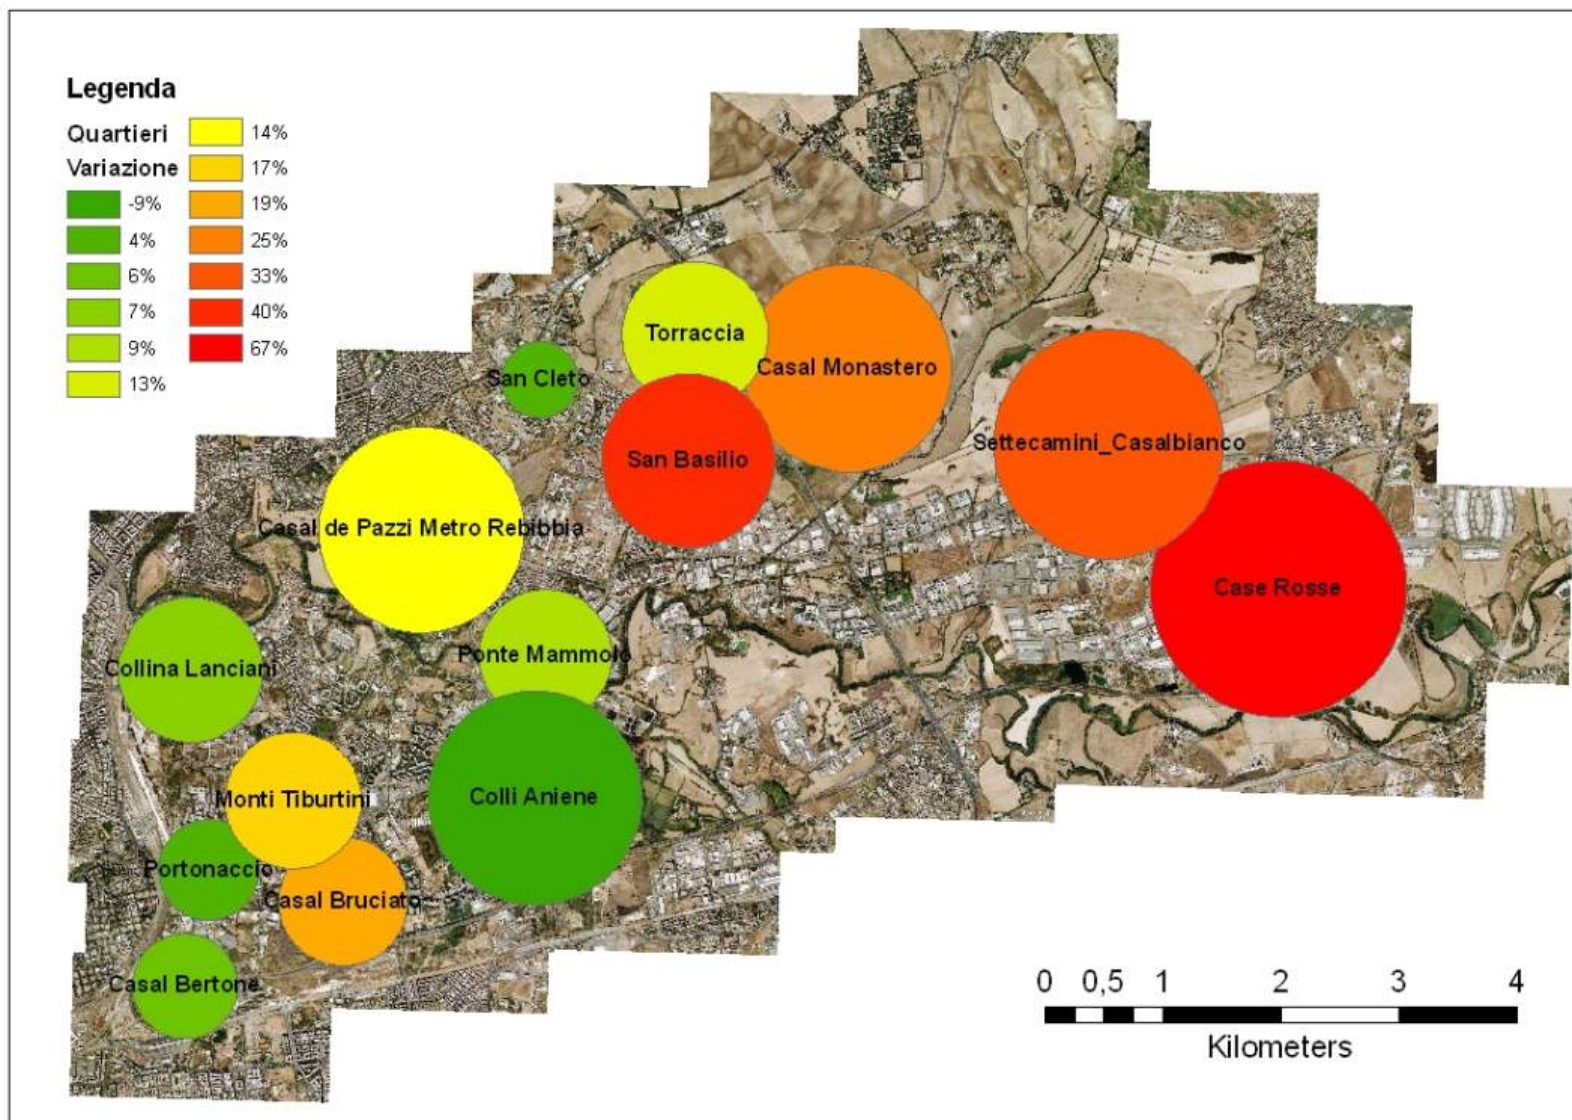 Legenda
Quartieri
Variazione
-9%
4%
6%
7%
9%
13%
14%
17%
19%
25%
33%
40%
67%
Torraccia
Casal Monastero
San Cleto
Settecamini_Casalbianco
San Basilio
Casal de Pazzi Metro Rebibbia
Case Rosse
Ponte Mammolo
Collina Lanciani
Monti Tiburtini
Colli Aniene
Portonaccio
Casal Bruciato
Casal Bertone
0 0,5 1 2 3 4
Kilometers